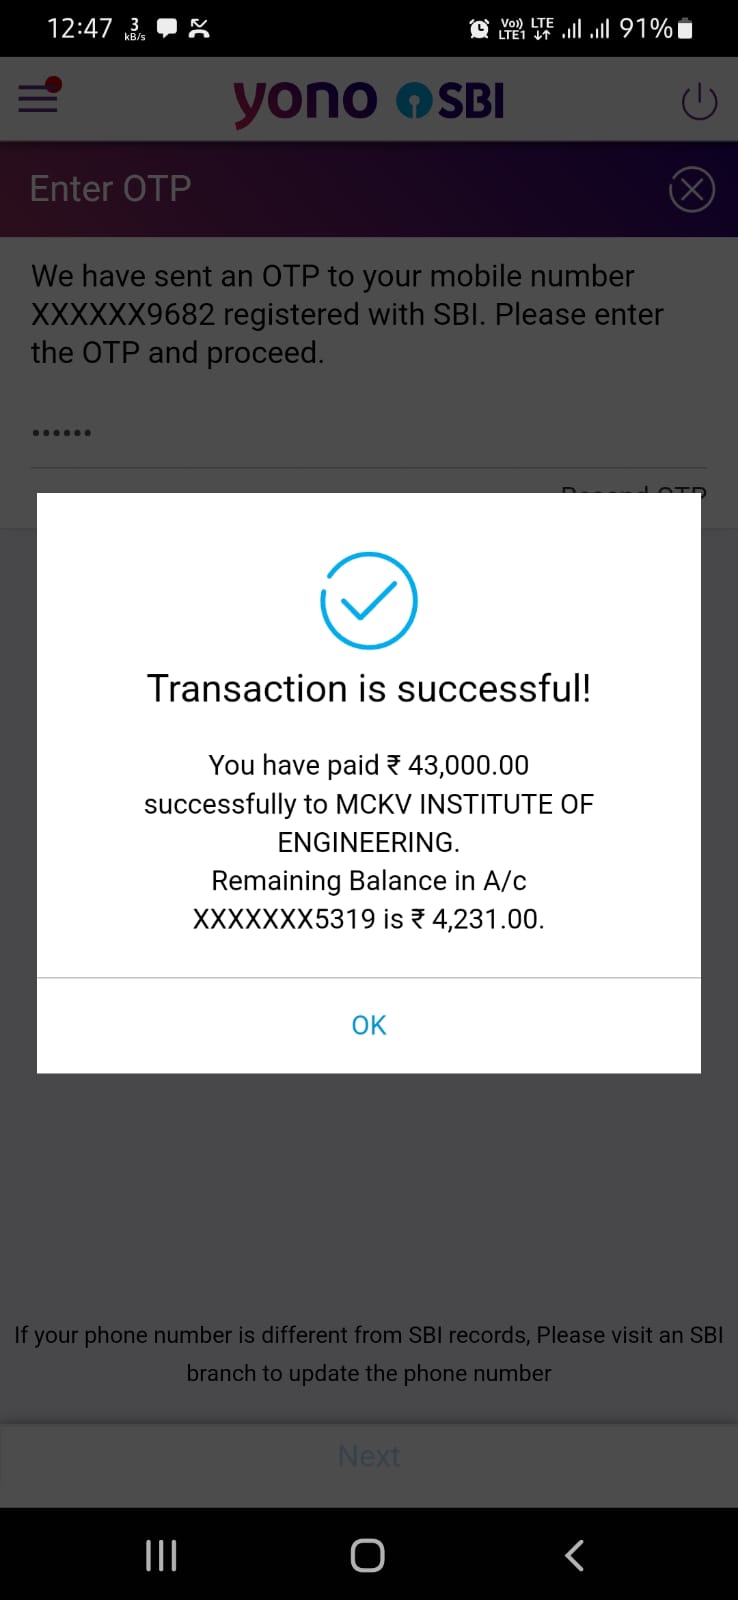 12:47 3 kB/s Vo)) LTE1 LTE 91%
yono SBI
Enter OTP
We have sent an OTP to your mobile number
XXXXXX9682 registered with SBI. Please enter
the OTP and proceed.
••••••
Resend OTP
Transaction is successful!
You have paid ₹ 43,000.00
successfully to MCKV INSTITUTE OF
ENGINEERING.
Remaining Balance in A/c
XXXXXXX5319 is ₹ 4,231.00.
OK
If your phone number is different from SBI records, Please visit an SBI
branch to update the phone number
Next